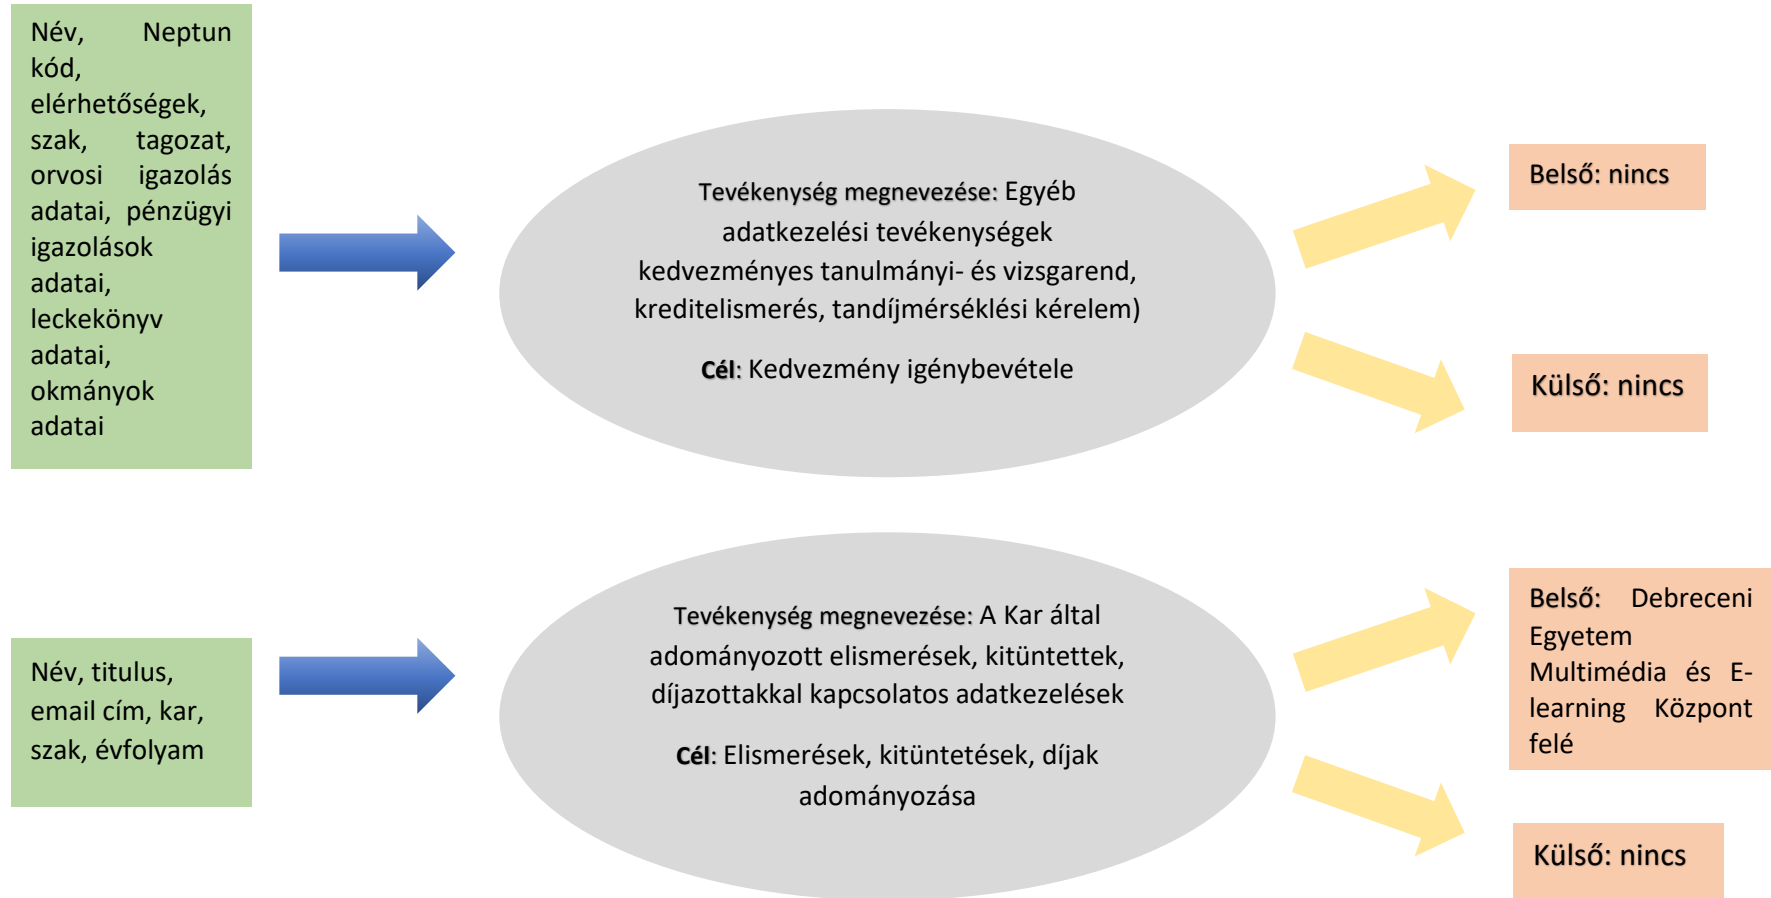 Név, Neptun
kód,
elérhetőségek,
szak, tagozat,
orvosi igazolás
adatai, pénzügyi
igazolások
adatai,
leckekönyv
adatai,
okmányok
adatai
Tevékenység megnevezése: Egyéb
adatkezelési tevékenységek
kedvezményes tanulmányi- és vizsgarend,
kreditelismerés, tandíjmérséklési kérelem)
Cél: Kedvezmény igénybevétele
Belső: nincs
Külső: nincs
Név, titulus,
email cím, kar,
szak, évfolyam
Tevékenység megnevezése: A Kar által
adományozott elismerések, kitüntettek,
díjazottakkal kapcsolatos adatkezelések
Cél: Elismerések, kitüntetések, díjak
adományozása
Belső: Debreceni
Egyetem
Multimédia és E-
learning Központ
felé
Külső: nincs